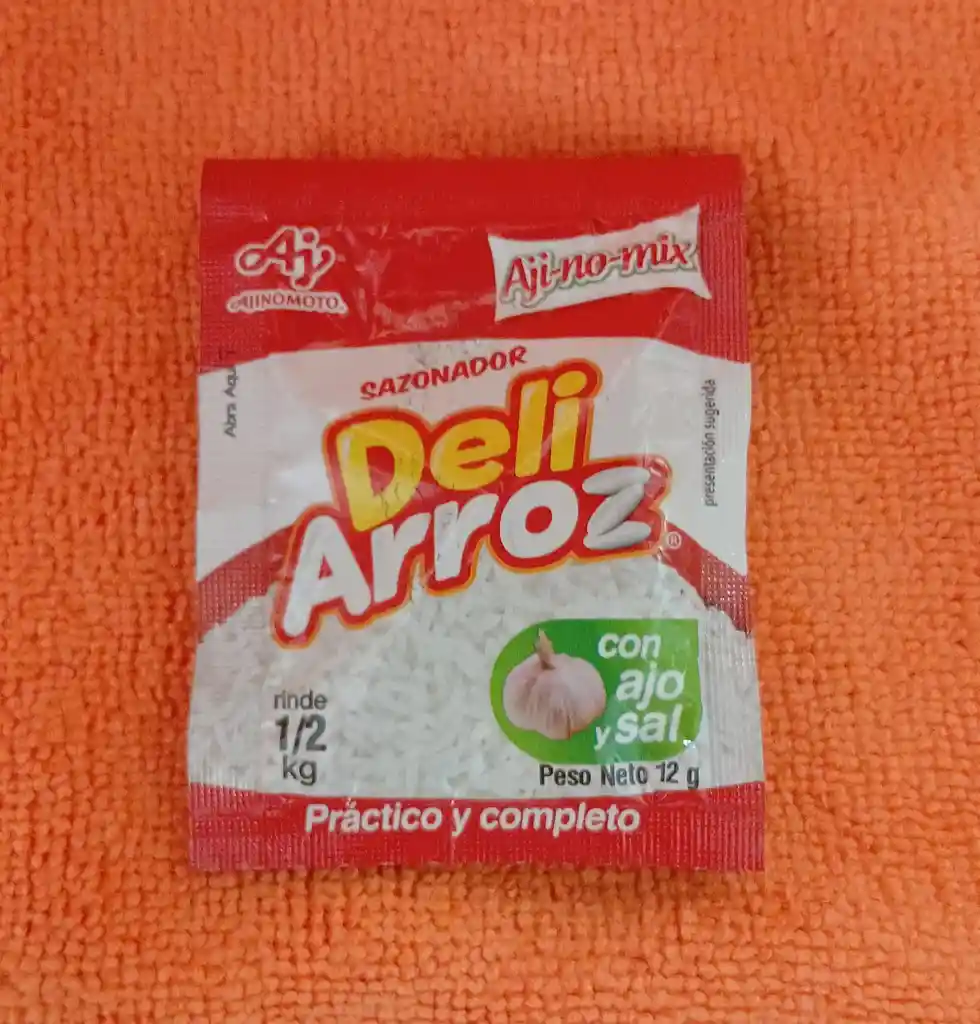 Aj
AJINOMOTO®
Aji-no-mix
SAZONADOR
Deli
Arroz®
Abra Aquí
presentación sugerida
con
ajo
y sal
rinde
1/2
kg
Peso Neto 12 g
Práctico y completo